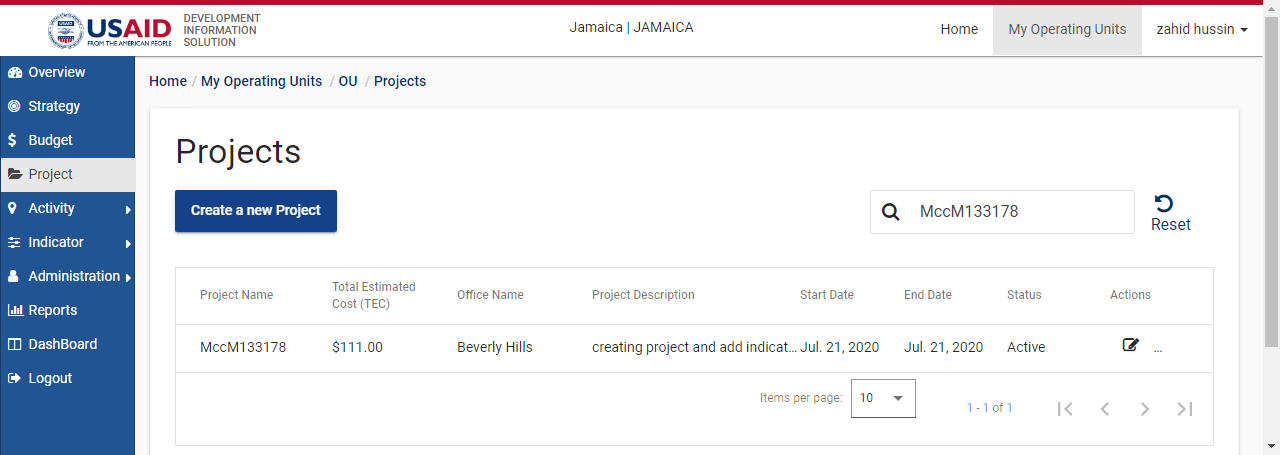 USAID
FROM THE AMERICAN PEOPLE
DEVELOPMENT
INFORMATION
SOLUTION
Jamaica | JAMAICA
Home
My Operating Units
zahid hussin
Overview
Strategy
Budget
Project
Activity
Indicator
Administration
Reports
DashBoard
Logout
Home / My Operating Units / OU / Projects
Projects
Create a new Project
MccM133178
Reset
Project Name
Total Estimated
Cost (TEC)
Office Name
Project Description
Start Date
End Date
Status
Actions
MccM133178 $111.00 Beverly Hills creating project and add indicat... Jul. 21, 2020 Jul. 21, 2020 Active ...
Items per page: 10 1 - 1 of 1